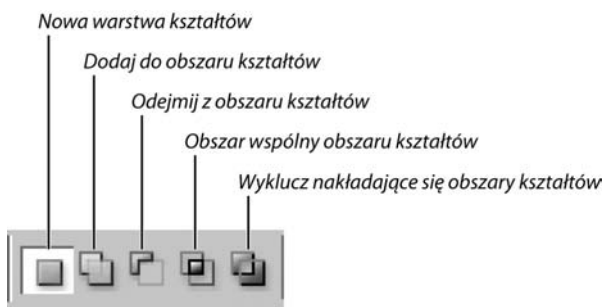 Nowa warstwa kształtów
Dodaj do obszaru kształtów
Odejmij z obszaru kształtów
Obszar wspólny obszaru kształtów
Wyklucz nakładające się obszary kształtów